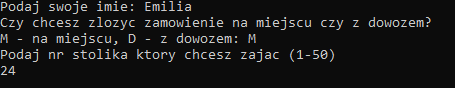 Podaj swoje imie: Emilia
Czy chcesz zlozyc zamowienie na miejscu czy z dowozem?
M - na miejscu, D - z dowozem: M
Podaj nr stolika ktory chcesz zajac (1-50)
24